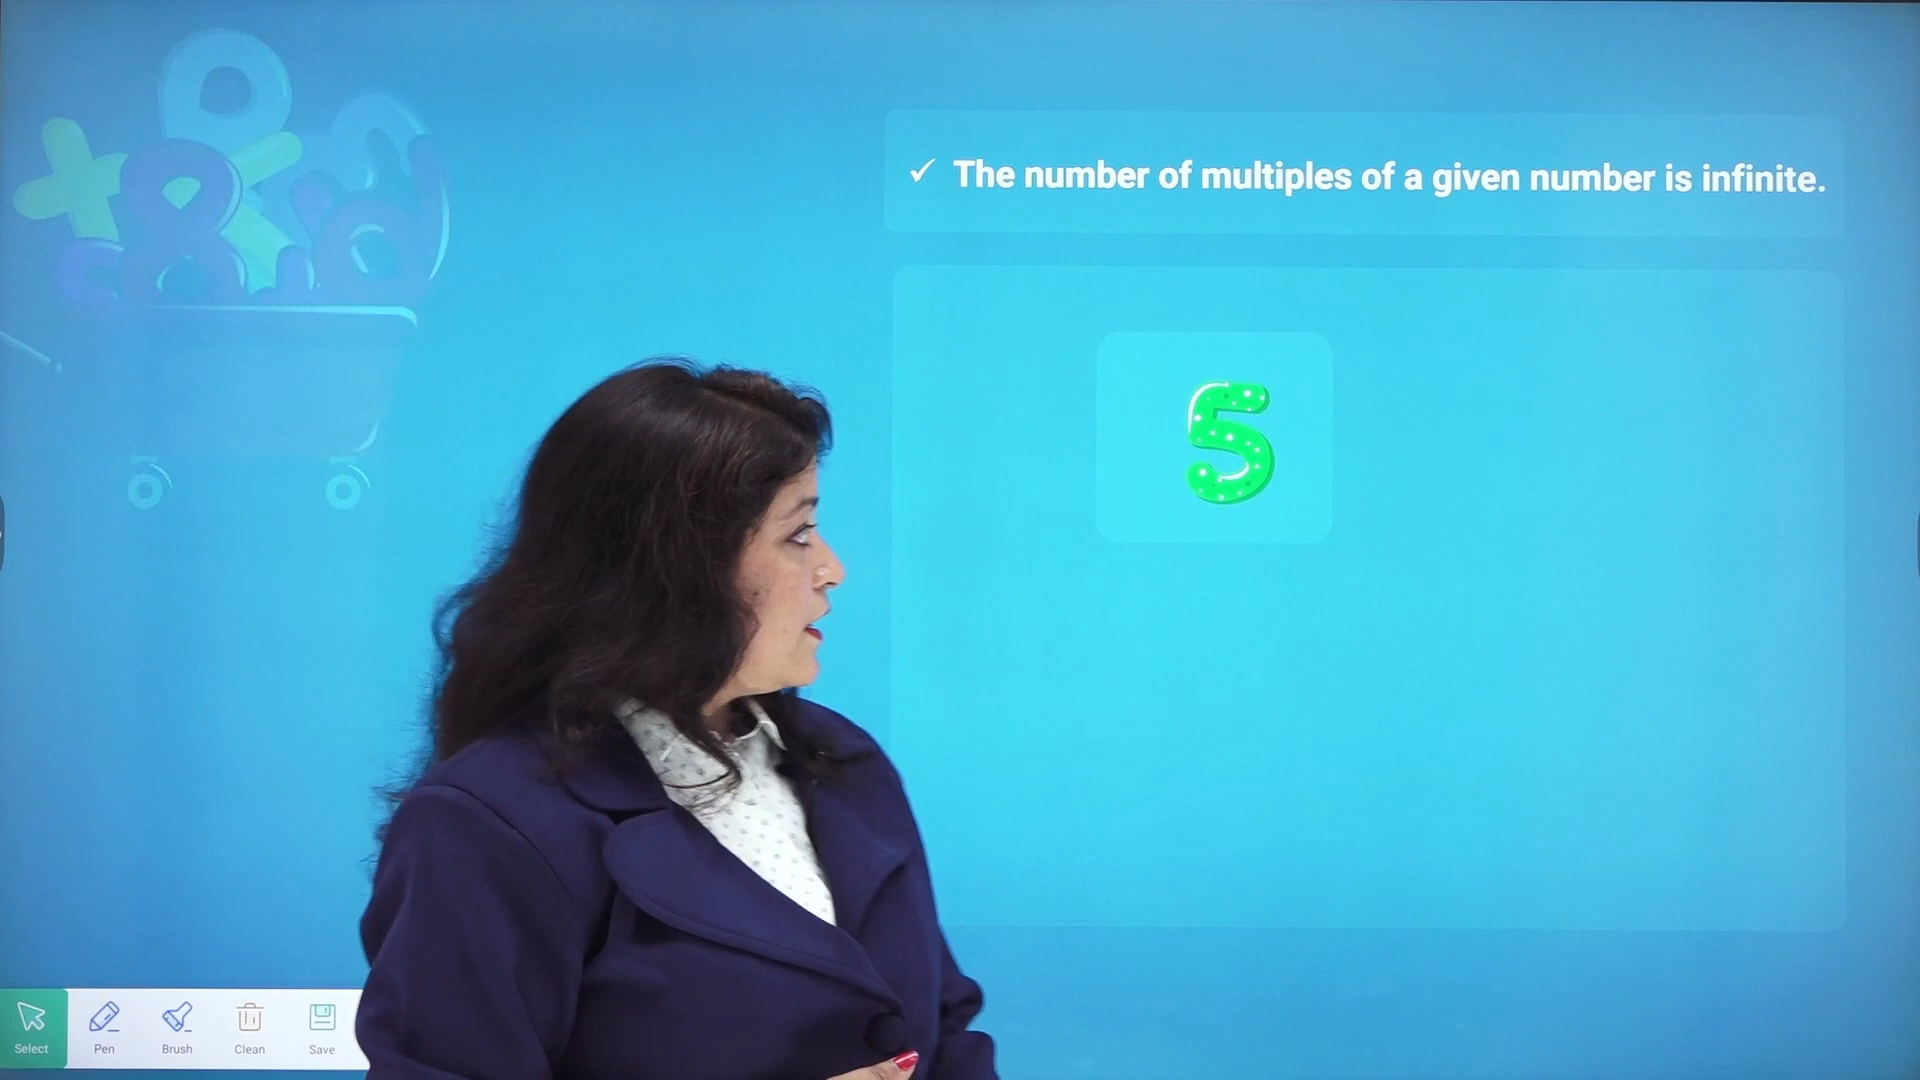 ✓ The number of multiples of a given number is infinite.
5
Select Pen Brush Clean Save